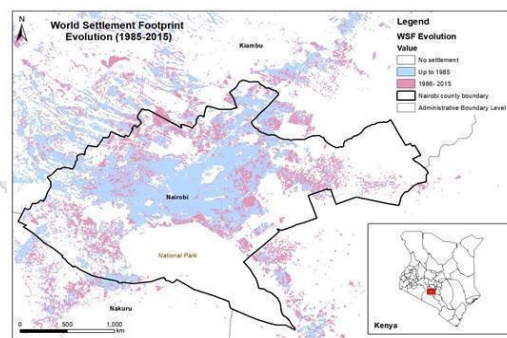 N
World Settlement Footprint
Evolution (1985-2015)
Kiambu
Legend
WSF Evolution
Value
No settlement
Up to 1985
1986- 2015
Nairobi county boundary
Administrative Boundary Level
Nairobi
National Park
Nakuru
0 500 1,000
km
Kenya